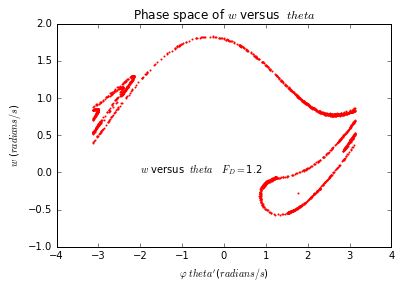 Phase space of w versus theta
2.0
1.5
1.0
0.5
0.0
−0.5
−1.0
w (radians/s)
w versus theta F_D = 1.2
−4 −3 −2 −1 0 1 2 3 4
φ theta′(radians/s)